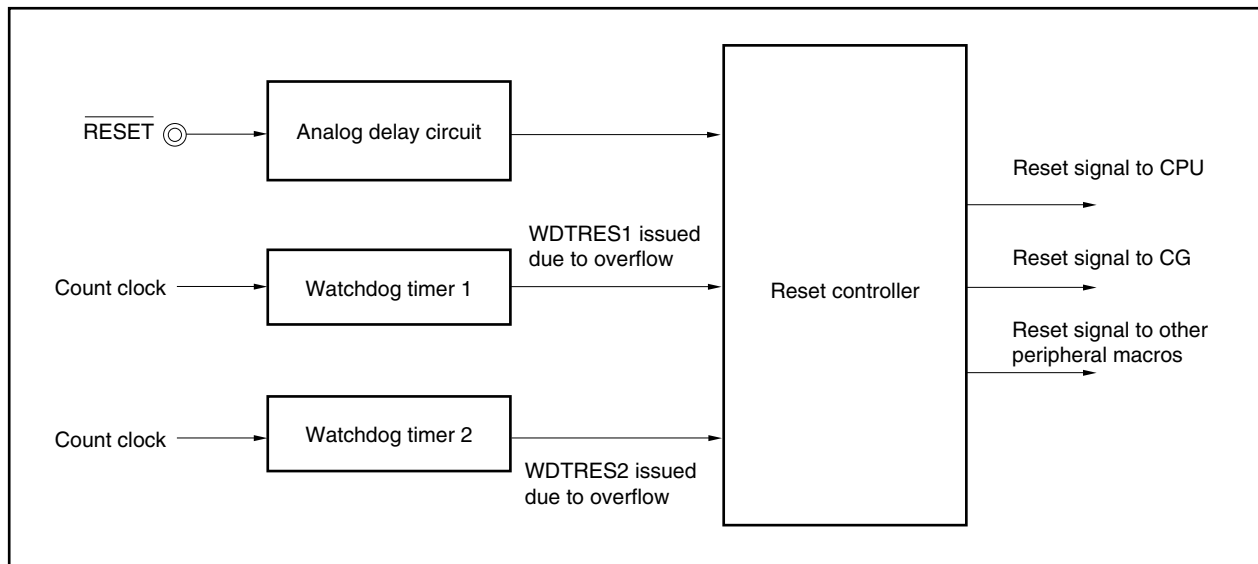 RESET
Analog delay circuit
Reset signal to CPU
WDTRES1 issued
due to overflow
Reset signal to CG
Count clock
Watchdog timer 1
Reset controller
Reset signal to other
peripheral macros
Count clock
Watchdog timer 2
WDTRES2 issued
due to overflow